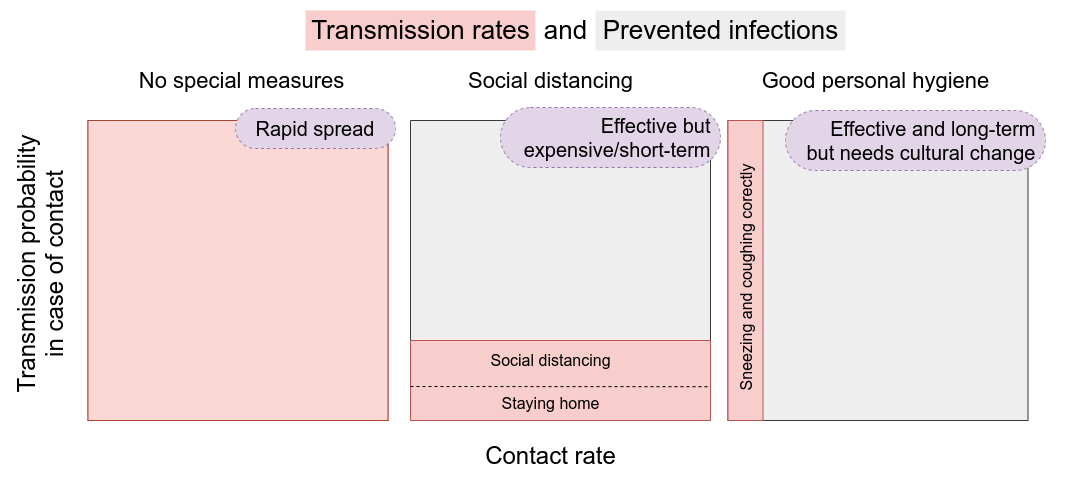 Transmission rates and Prevented infections
No special measures
Social distancing
Good personal hygiene
Rapid spread
Effective but
expensive/short-term
Effective and long-term
but needs cultural change
Transmission probability
in case of contact
Social distancing
Staying home
Sneezing and coughing corectly
Contact rate